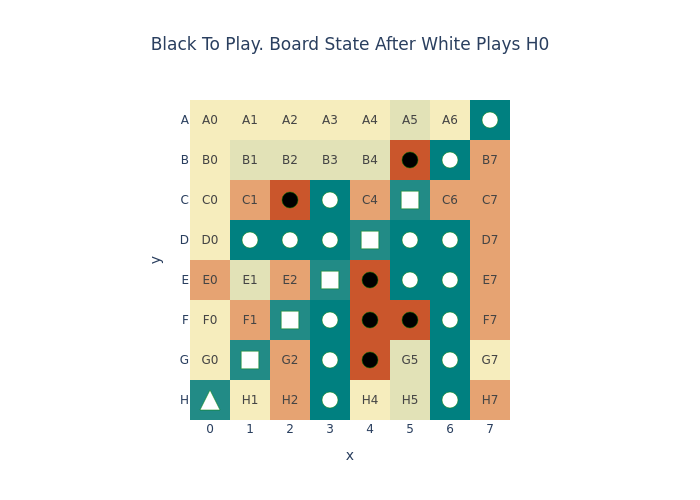 Black To Play. Board State After White Plays H0
A A0 A1 A2 A3 A4 A5 A6
B B0 B1 B2 B3 B4 B7
C C0 C1 C4 C6 C7
D D0 D7
y
E E0 E1 E2 E7
F F0 F1 F7
G G0 G2 G5 G7
H H1 H2 H4 H5 H7
0 1 2 3 4 5 6 7
x